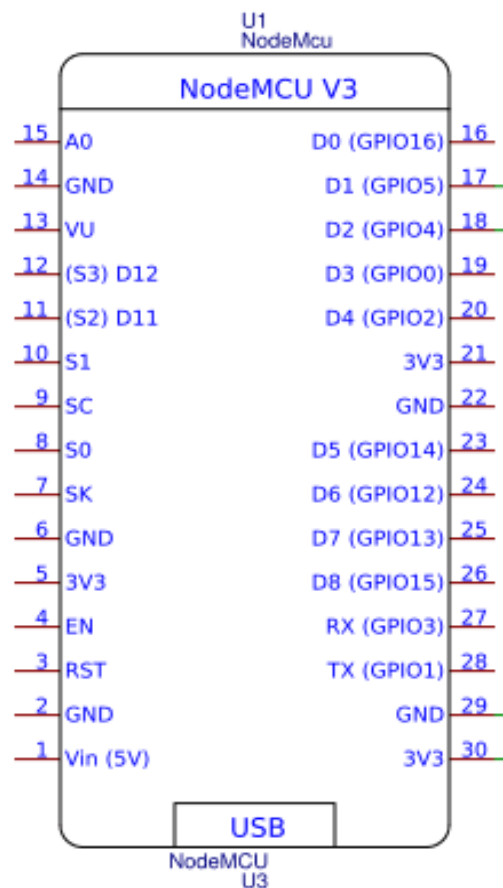 U1
NodeMcu
NodeMCU V3
15 A0 D0 (GPIO16) 16
14 GND D1 (GPIO5) 17
13 VU D2 (GPIO4) 18
12 (S3) D12 D3 (GPIO0) 19
11 (S2) D11 D4 (GPIO2) 20
10 S1 3V3 21
9 SC GND 22
8 S0 D5 (GPIO14) 23
7 SK D6 (GPIO12) 24
6 GND D7 (GPIO13) 25
5 3V3 D8 (GPIO15) 26
4 EN RX (GPIO3) 27
3 RST TX (GPIO1) 28
2 GND GND 29
1 Vin (5V) 3V3 30
USB
NodeMCU
U3